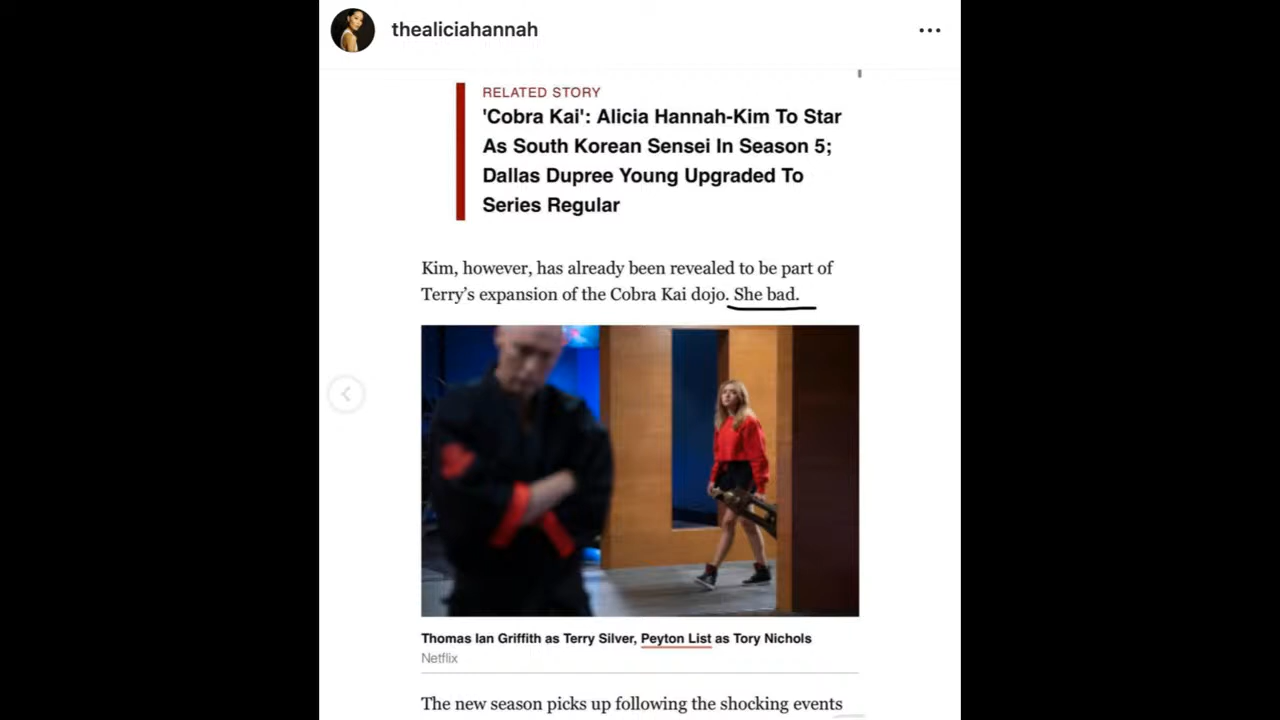 thealiciahannah
RELATED STORY
'Cobra Kai': Alicia Hannah-Kim To Star
As South Korean Sensei In Season 5;
Dallas Dupree Young Upgraded To
Series Regular
Kim, however, has already been revealed to be part of
Terry’s expansion of the Cobra Kai dojo. She bad.
Thomas Ian Griffith as Terry Silver, Peyton List as Tory Nichols
Netflix
The new season picks up following the shocking events